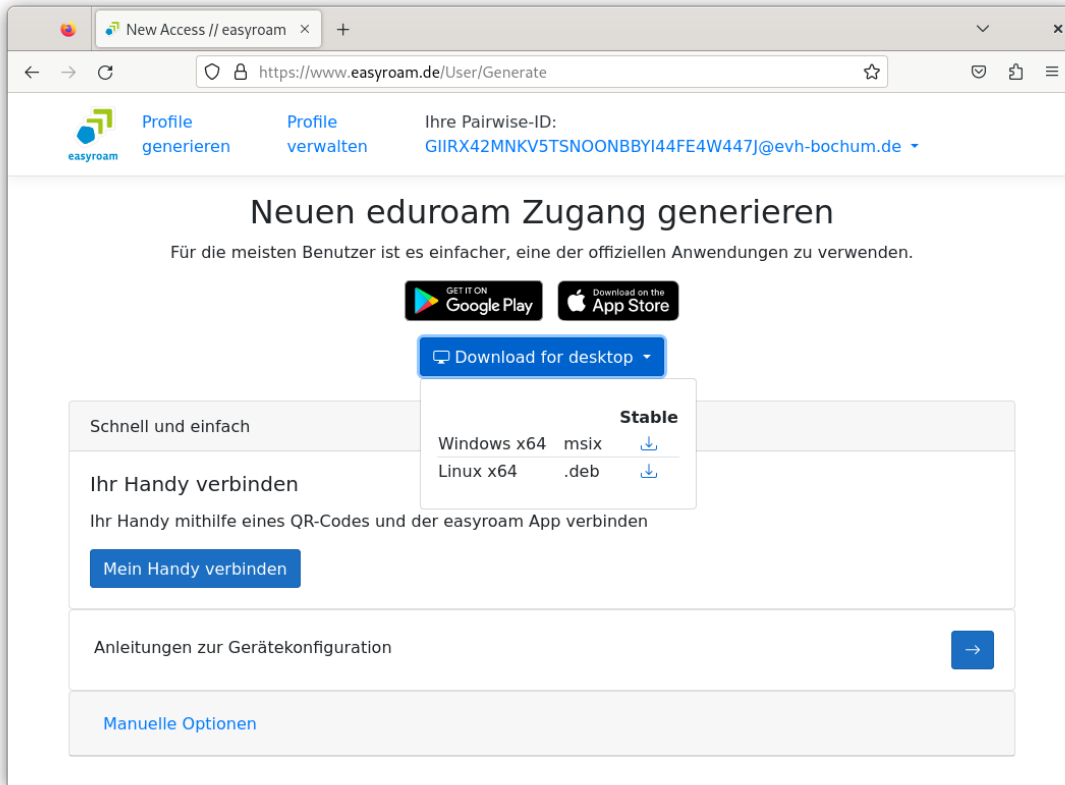 New Access // easyroam
https://www.easyroam.de/User/Generate
easyroam
Profile generieren
Profile verwalten
Ihre Pairwise-ID:
GIIRX42MNKV5TSNOONBBYI44FE4W447J@evh-bochum.de
Neuen eduroam Zugang generieren
Für die meisten Benutzer ist es einfacher, eine der offiziellen Anwendungen zu verwenden.
GET IT ON
Google Play
Download on the
App Store
Download for desktop
Stable
Windows x64 msix
Linux x64 .deb
Schnell und einfach
Ihr Handy verbinden
Ihr Handy mithilfe eines QR-Codes und der easyroam App verbinden
Mein Handy verbinden
Anleitungen zur Gerätekonfiguration
Manuelle Optionen